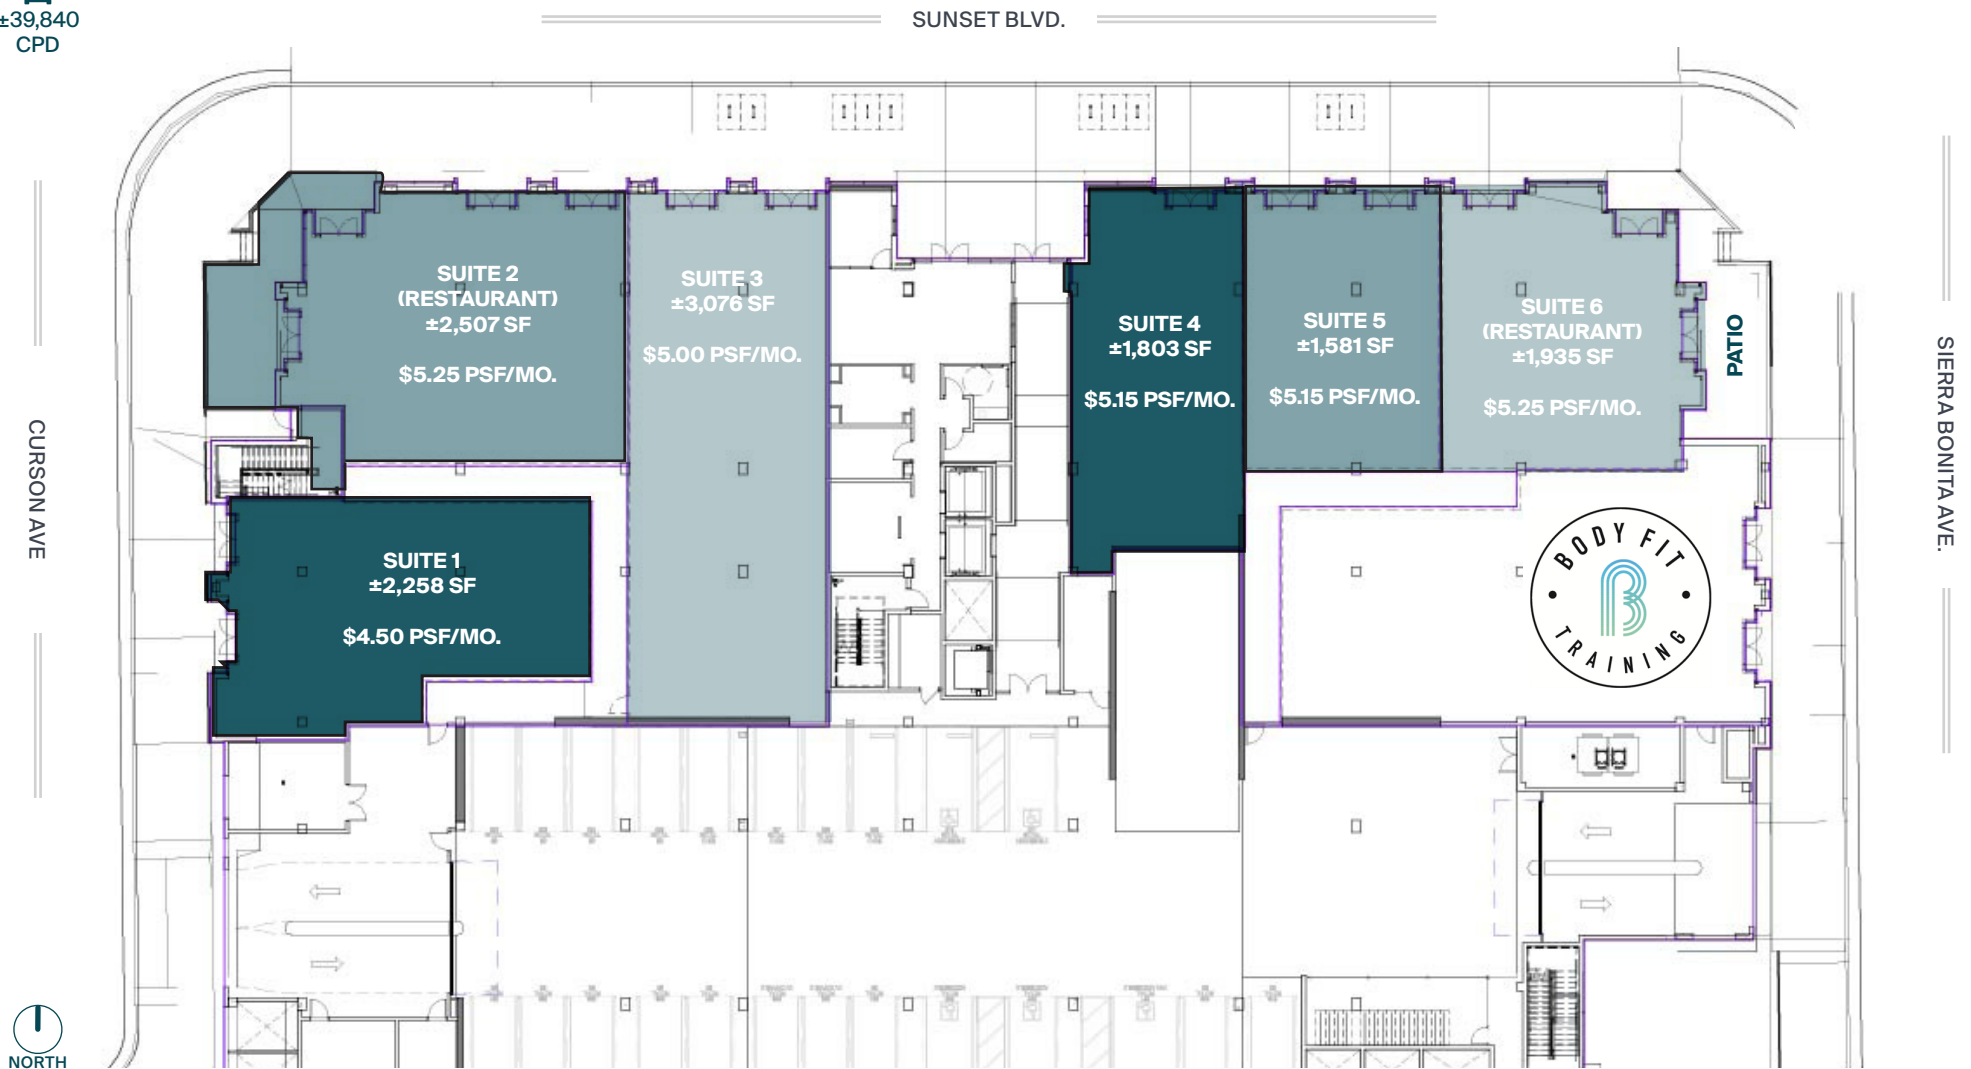 ±39,840
CPD
SUNSET BLVD.
CURSON AVE
SUITE 2
(RESTAURANT)
±2,507 SF
$5.25 PSF/MO.
SUITE 3
±3,076 SF
$5.00 PSF/MO.
SUITE 4
±1,803 SF
$5.15 PSF/MO.
SUITE 5
±1,581 SF
$5.15 PSF/MO.
SUITE 6
(RESTAURANT)
±1,935 SF
$5.25 PSF/MO.
PATIO
SIERRA BONITA AVE.
SUITE 1
±2,258 SF
$4.50 PSF/MO.
BODY FIT
TRAINING
NORTH